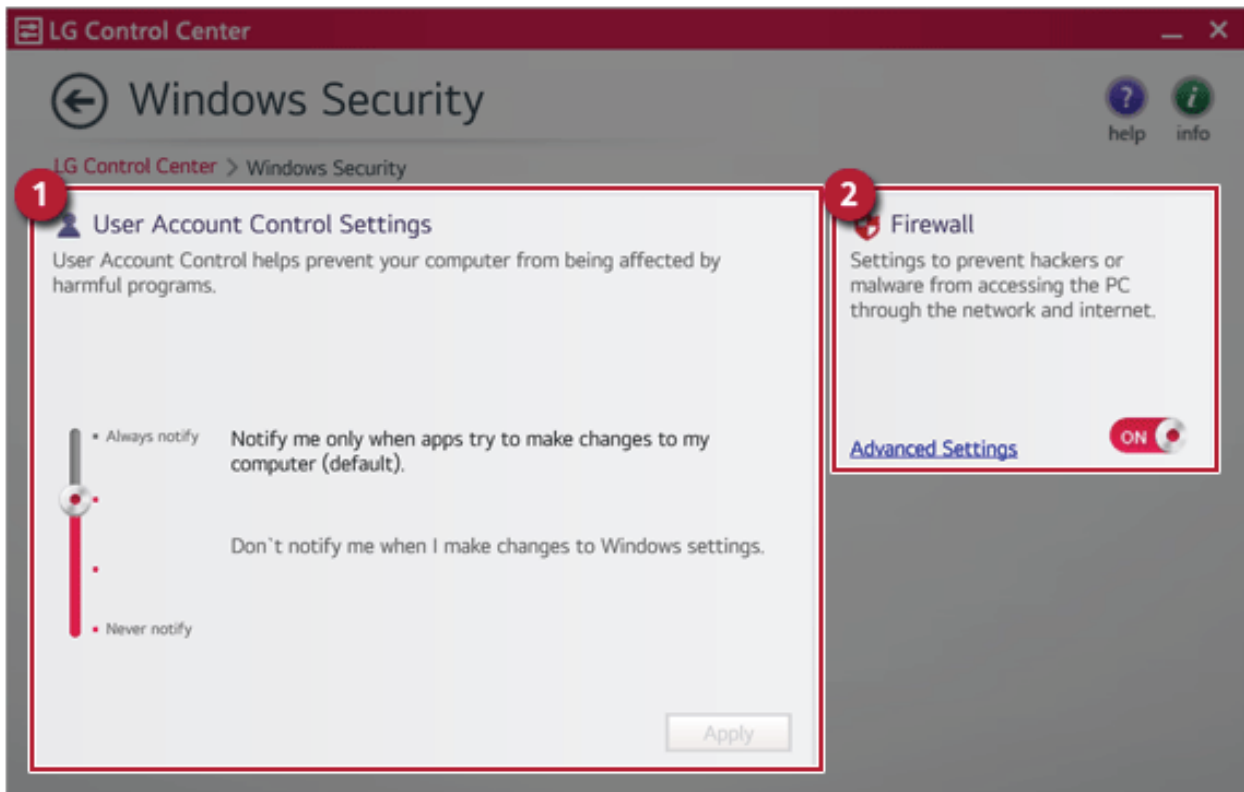 LG Control Center
Windows Security
help
info
LG Control Center > Windows Security
1
User Account Control Settings
User Account Control helps prevent your computer from being affected by
harmful programs.
Always notify
Notify me only when apps try to make changes to my
computer (default).
Don`t notify me when I make changes to Windows settings.
Never notify
Apply
2
Firewall
Settings to prevent hackers or
malware from accessing the PC
through the network and internet.
Advanced Settings
ON